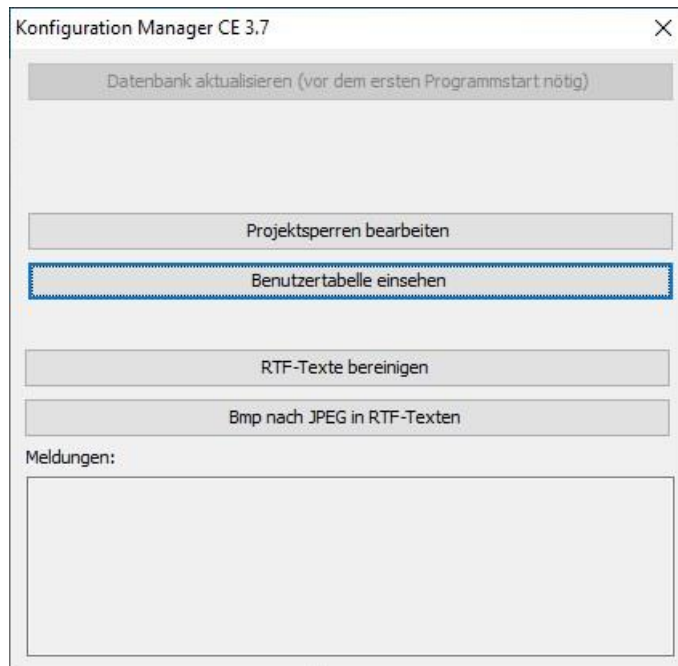 Konfiguration Manager CE 3.7
Datenbank aktualisieren (vor dem ersten Programmstart nötig)
Projektsperren bearbeiten
Benutzertabelle einsehen
RTF-Texte bereinigen
Bmp nach JPEG in RTF-Texten
Meldungen: